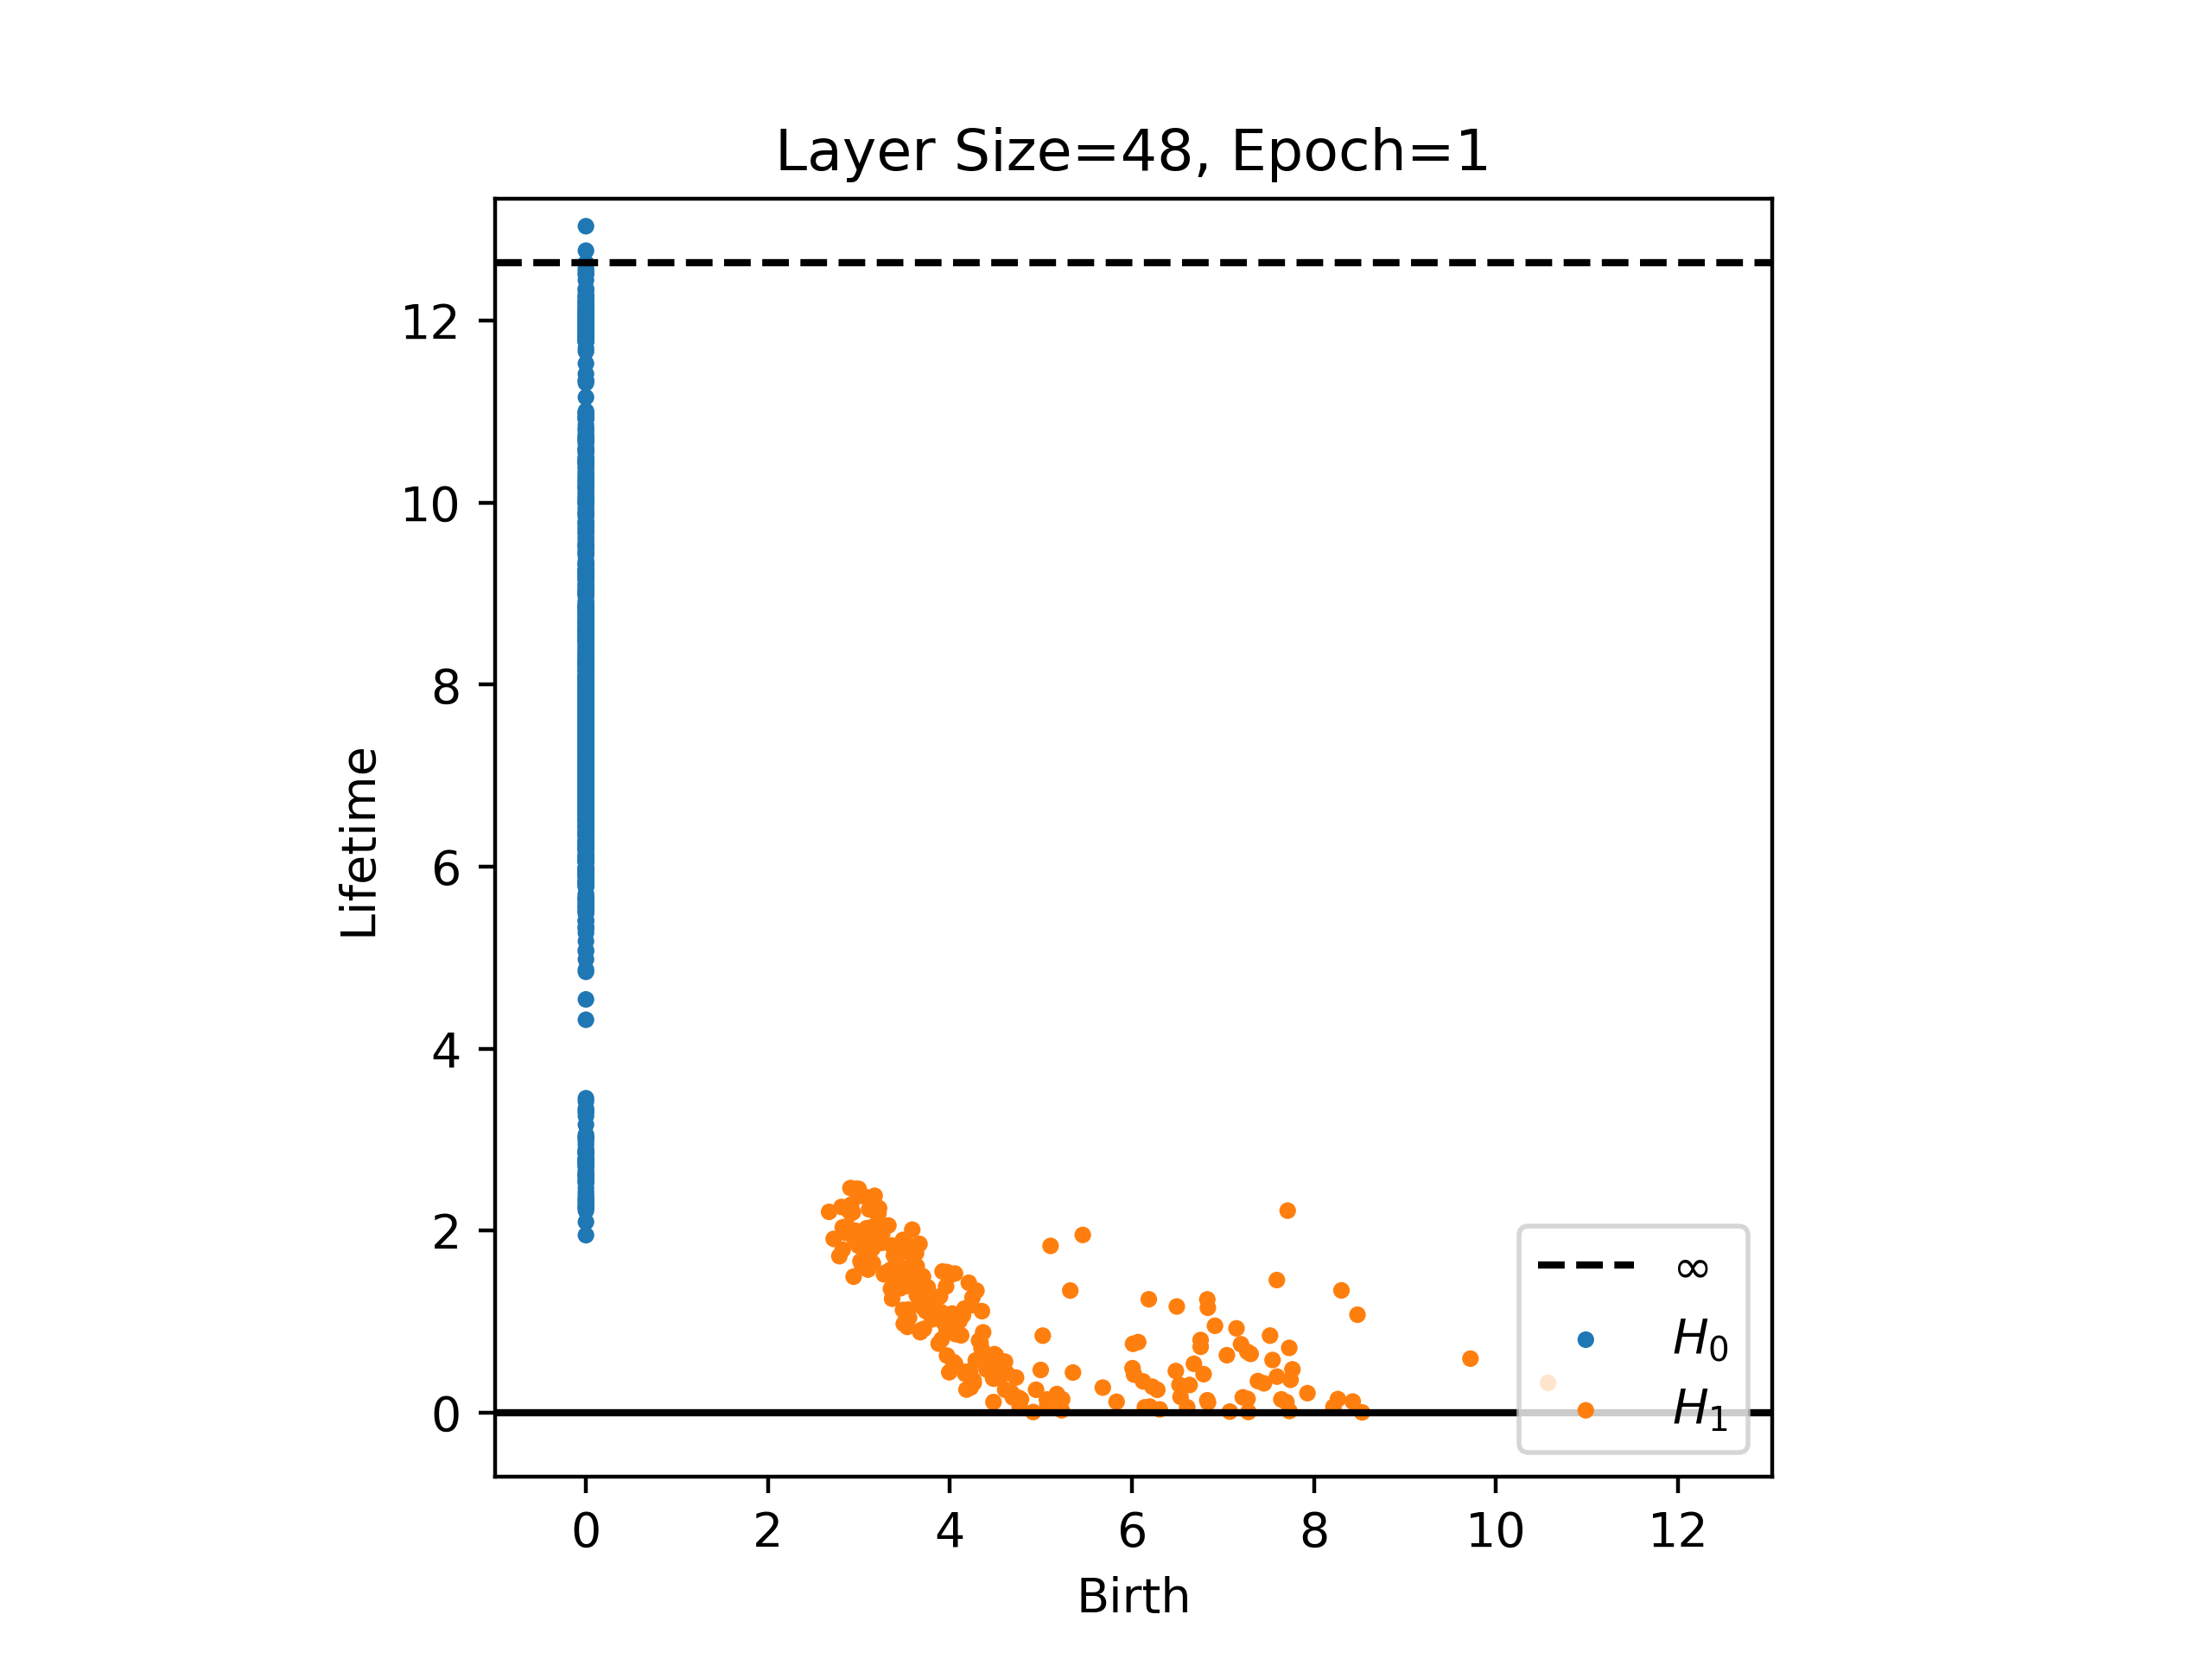 Layer Size=48, Epoch=1
Lifetime
12
10
8
6
4
2
0
∞
H₀
H₁
0 2 4 6 8 10 12
Birth